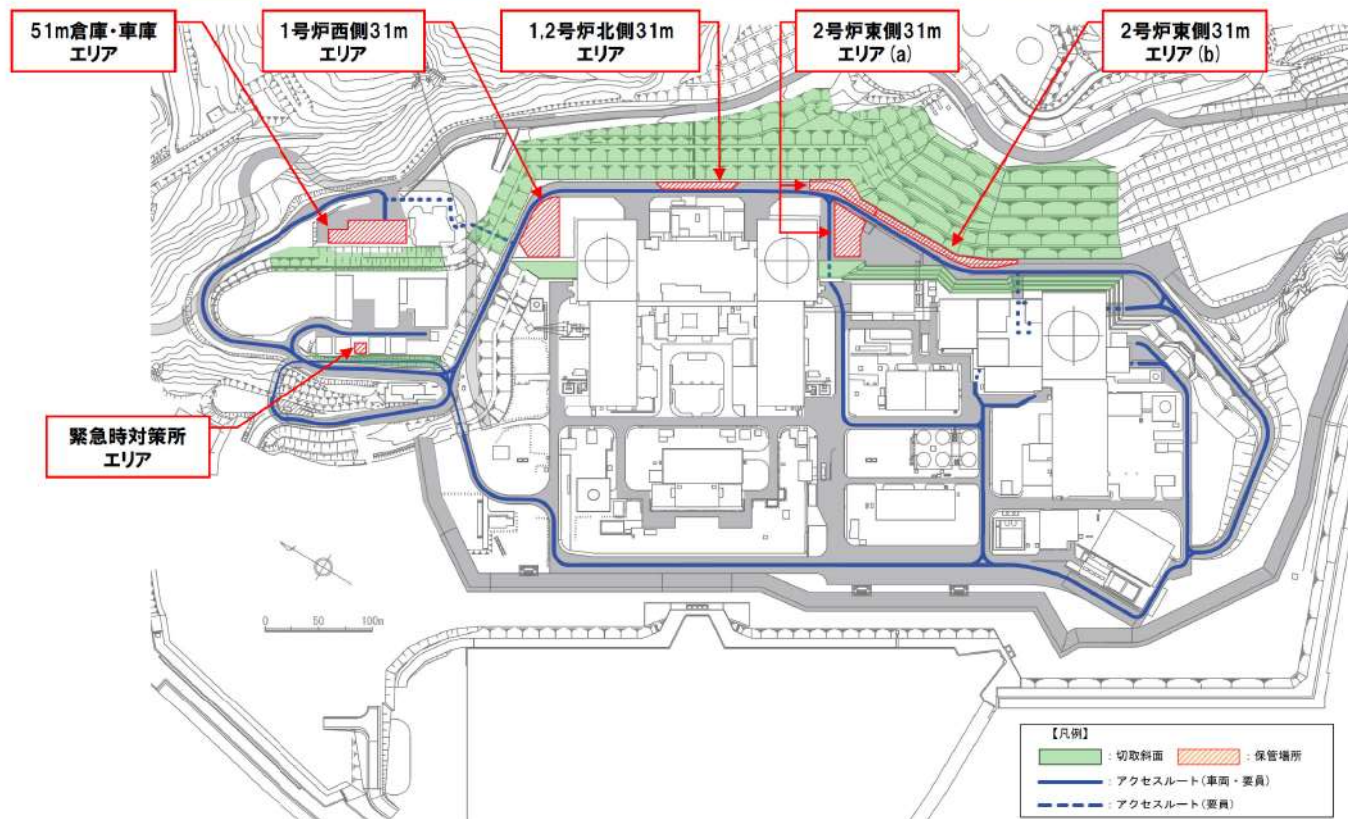 51m倉庫・車庫
エリア
1号炉西側31m
エリア
1,2号炉北側31m
エリア
2号炉東側31m
エリア(a)
2号炉東側31m
エリア(b)
緊急時対策所
エリア
0 50 100m
【凡例】
:切取斜面
:保管場所
:アクセスルート(車両・要員)
:アクセスルート(要員)